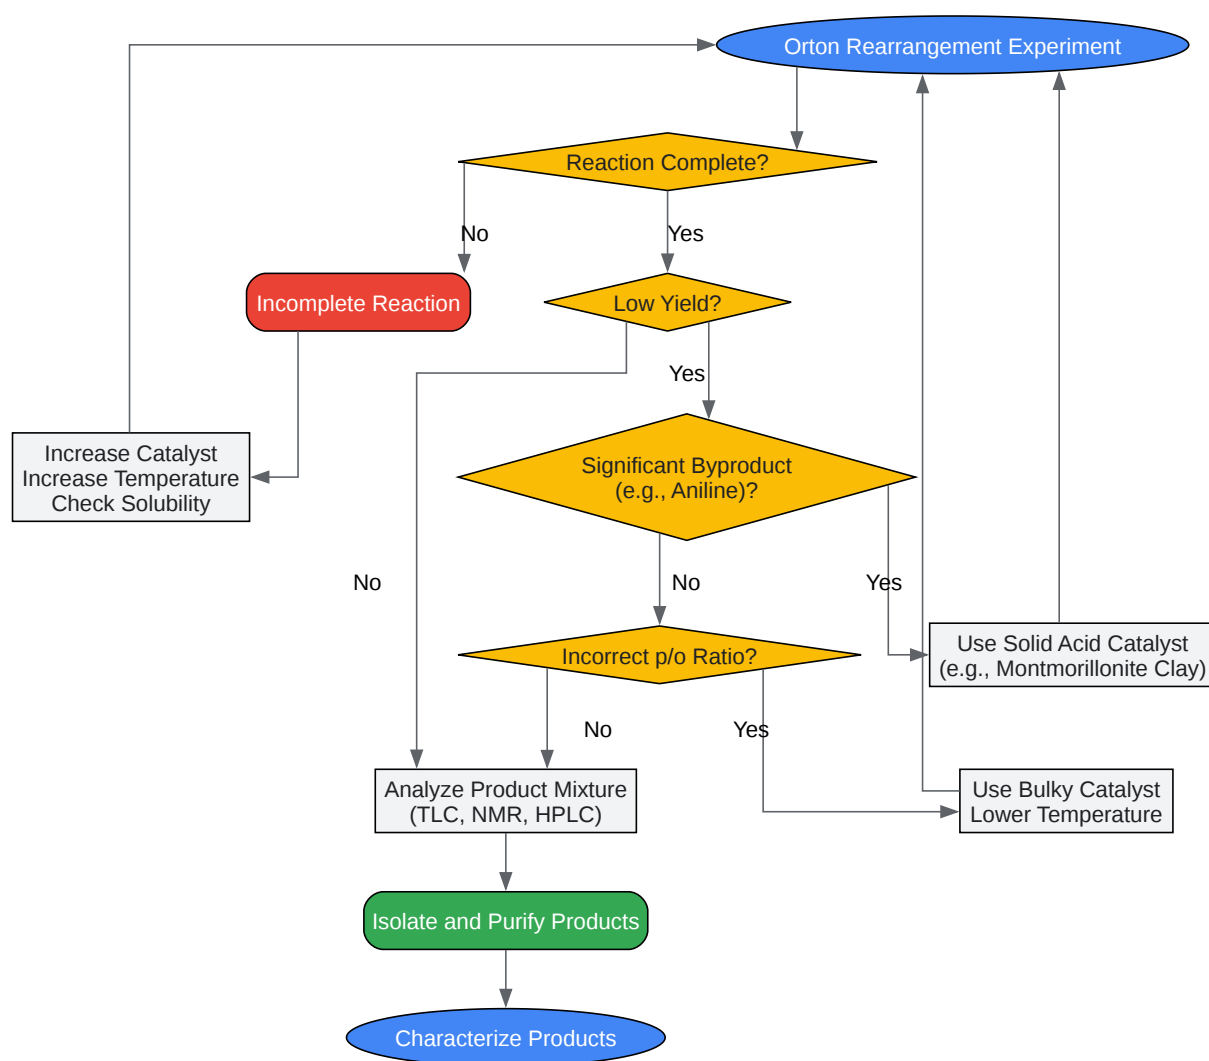 Orton Rearrangement Experiment
Reaction Complete?
No
Yes
Incomplete Reaction
Low Yield?
Yes
Increase Catalyst
Increase Temperature
Check Solubility
Significant Byproduct
(e.g., Aniline)?
No
No
Yes
Use Solid Acid Catalyst
(e.g., Montmorillonite Clay)
Incorrect p/o Ratio?
No
Yes
Analyze Product Mixture
(TLC, NMR, HPLC)
Use Bulky Catalyst
Lower Temperature
Isolate and Purify Products
Characterize Products